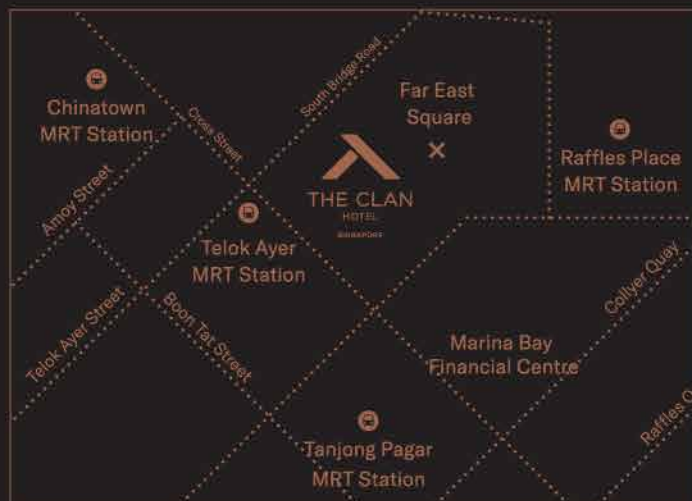 South Bridge Road
Far East
Square
Chinatown
MRT Station
Cross Street
Raffles Place
MRT Station
THE CLAN
HOTEL
SINGAPORE
Amoy Street
Telok Ayer
MRT Station
Collyer Quay
Telok Ayer Street
Boon Tat Street
Marina Bay
Financial Centre
Raffles Q
Tanjong Pagar
MRT Station